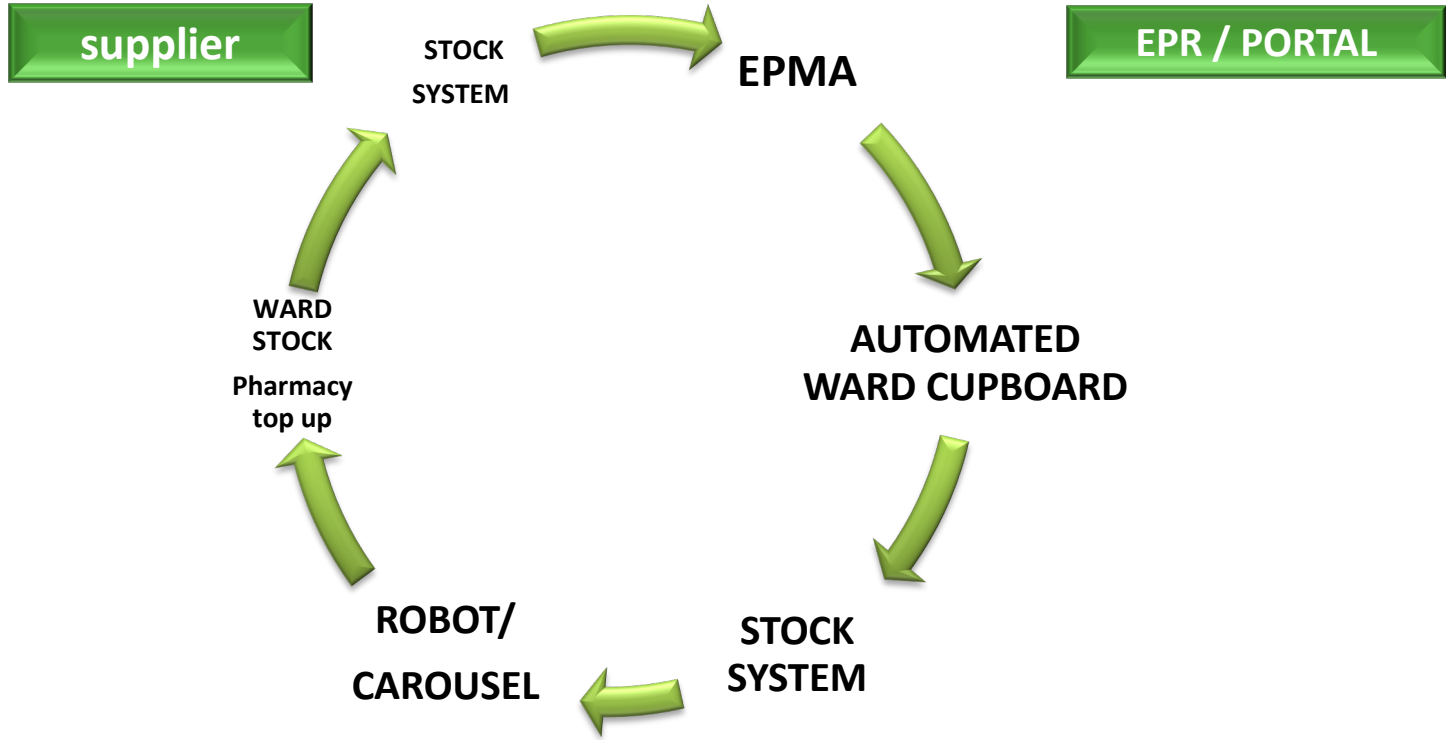 supplier
STOCK
SYSTEM
EPMA
EPR / PORTAL
AUTOMATED
WARD CUPBOARD
STOCK
SYSTEM
ROBOT/
CAROUSEL
WARD
STOCK
Pharmacy
top up